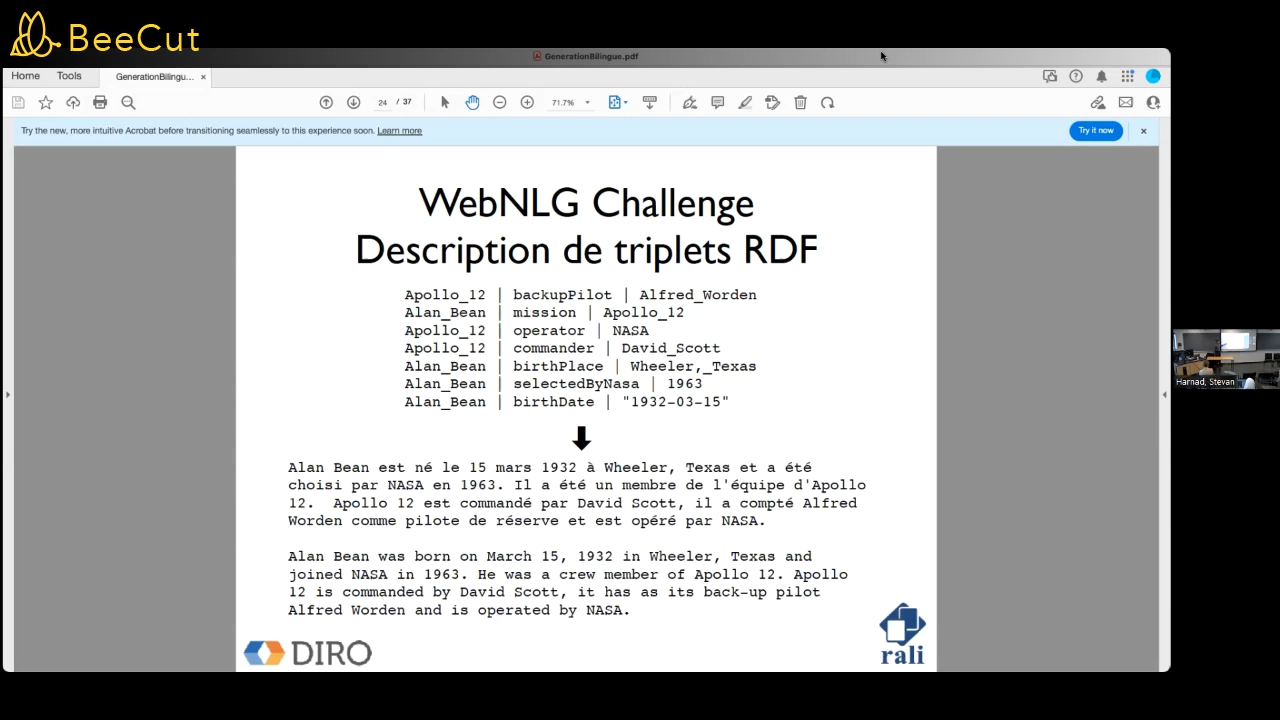 BeeCut
GenerationBilingue.pdf
Home Tools GenerationBilingu... ×
24 / 37 71.7%
Try the new, more intuitive Acrobat before transitioning seamlessly to this experience soon. Learn more Try it now ×
WebNLG Challenge
Description de triplets RDF
Apollo_12 | backupPilot | Alfred_Worden
Alan_Bean | mission | Apollo_12
Apollo_12 | operator | NASA
Apollo_12 | commander | David_Scott
Alan_Bean | birthPlace | Wheeler,_Texas
Alan_Bean | selectedByNasa | 1963
Alan_Bean | birthDate | "1932-03-15"
Alan Bean est né le 15 mars 1932 à Wheeler, Texas et a été
choisi par NASA en 1963. Il a été un membre de l'équipe d'Apollo
12. Apollo 12 est commandé par David Scott, il a compté Alfred
Worden comme pilote de réserve et est opéré par NASA.
Alan Bean was born on March 15, 1932 in Wheeler, Texas and
joined NASA in 1963. He was a crew member of Apollo 12. Apollo
12 is commanded by David Scott, it has as its back-up pilot
Alfred Worden and is operated by NASA.
DIRO
rali
Harnad, Stevan